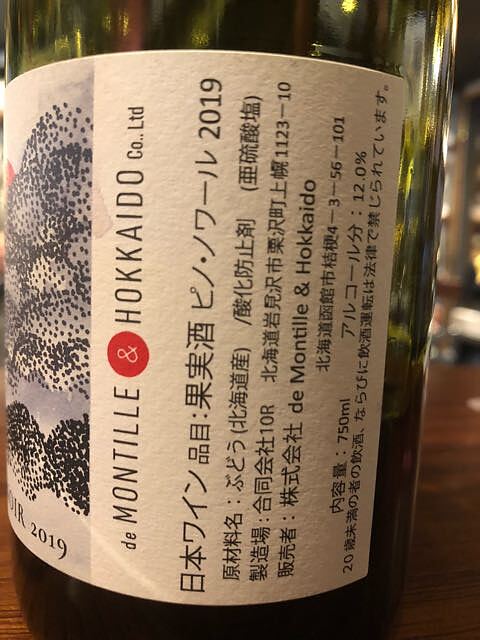 de MONTILLE & HOKKAIDO Co., Ltd
日本ワイン 品目：果実酒 ピノ・ノワール 2019
原材料名：ぶどう (北海道産) /酸化防止剤 (亜硫酸塩)
製造場：合同会社10R 北海道岩見沢市栗沢町上幌1123－10
販売者：株式会社 de Montille & Hokkaido
北海道函館市桔梗4－3－56－101
内容量：750ml アルコール分：12.0%
20歳未満の者の飲酒、ならびに飲酒運転は法律で禁じられています。
OIR 2019